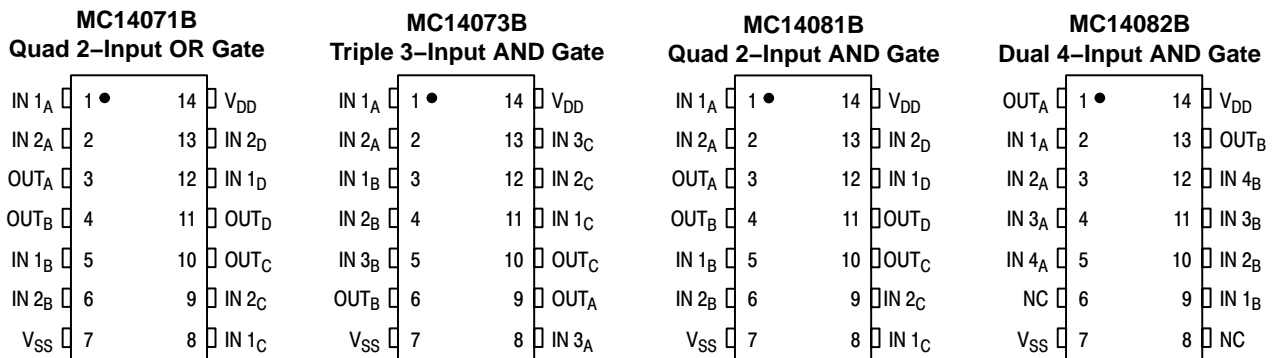 MC14071B
Quad 2–Input OR Gate
IN 1A 1 14 VDD
IN 2A 2 13 IN 2D
OUTA 3 12 IN 1D
OUTB 4 11 OUTD
IN 1B 5 10 OUTC
IN 2B 6 9 IN 2C
VSS 7 8 IN 1C
MC14073B
Triple 3–Input AND Gate
IN 1A 1 14 VDD
IN 2A 2 13 IN 3C
IN 1B 3 12 IN 2C
IN 2B 4 11 IN 1C
IN 3B 5 10 OUTC
OUTB 6 9 OUTA
VSS 7 8 IN 3A
MC14081B
Quad 2–Input AND Gate
IN 1A 1 14 VDD
IN 2A 2 13 IN 2D
OUTA 3 12 IN 1D
OUTB 4 11 OUTD
IN 1B 5 10 OUTC
IN 2B 6 9 IN 2C
VSS 7 8 IN 1C
MC14082B
Dual 4–Input AND Gate
OUTA 1 14 VDD
IN 1A 2 13 OUTB
IN 2A 3 12 IN 4B
IN 3A 4 11 IN 3B
IN 4A 5 10 IN 2B
NC 6 9 IN 1B
VSS 7 8 NC